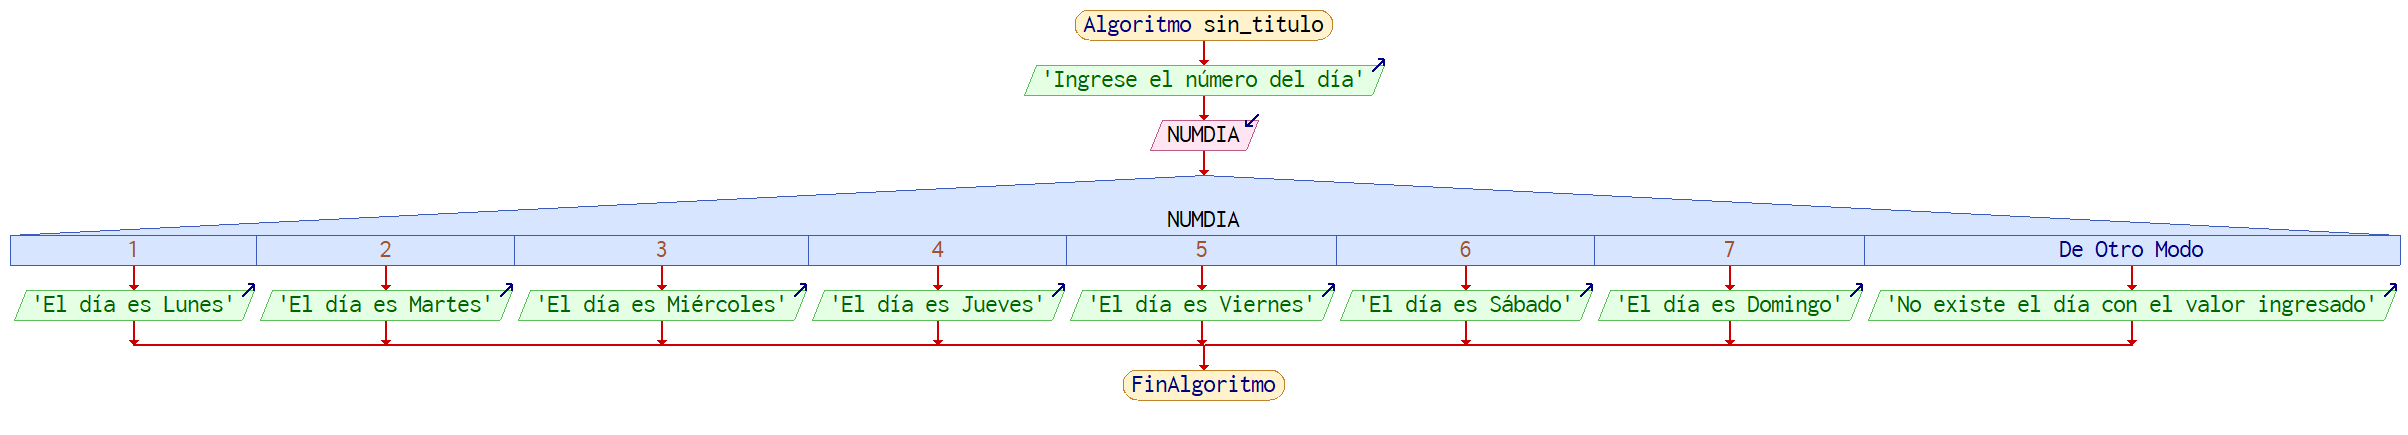 Algoritmo sin_titulo
'Ingrese el número del día'
NUMDIA
NUMDIA
1 2 3 4 5 6 7 De Otro Modo
'El día es Lunes' 'El día es Martes' 'El día es Miércoles' 'El día es Jueves' 'El día es Viernes' 'El día es Sábado' 'El día es Domingo' 'No existe el día con el valor ingresado'
FinAlgoritmo